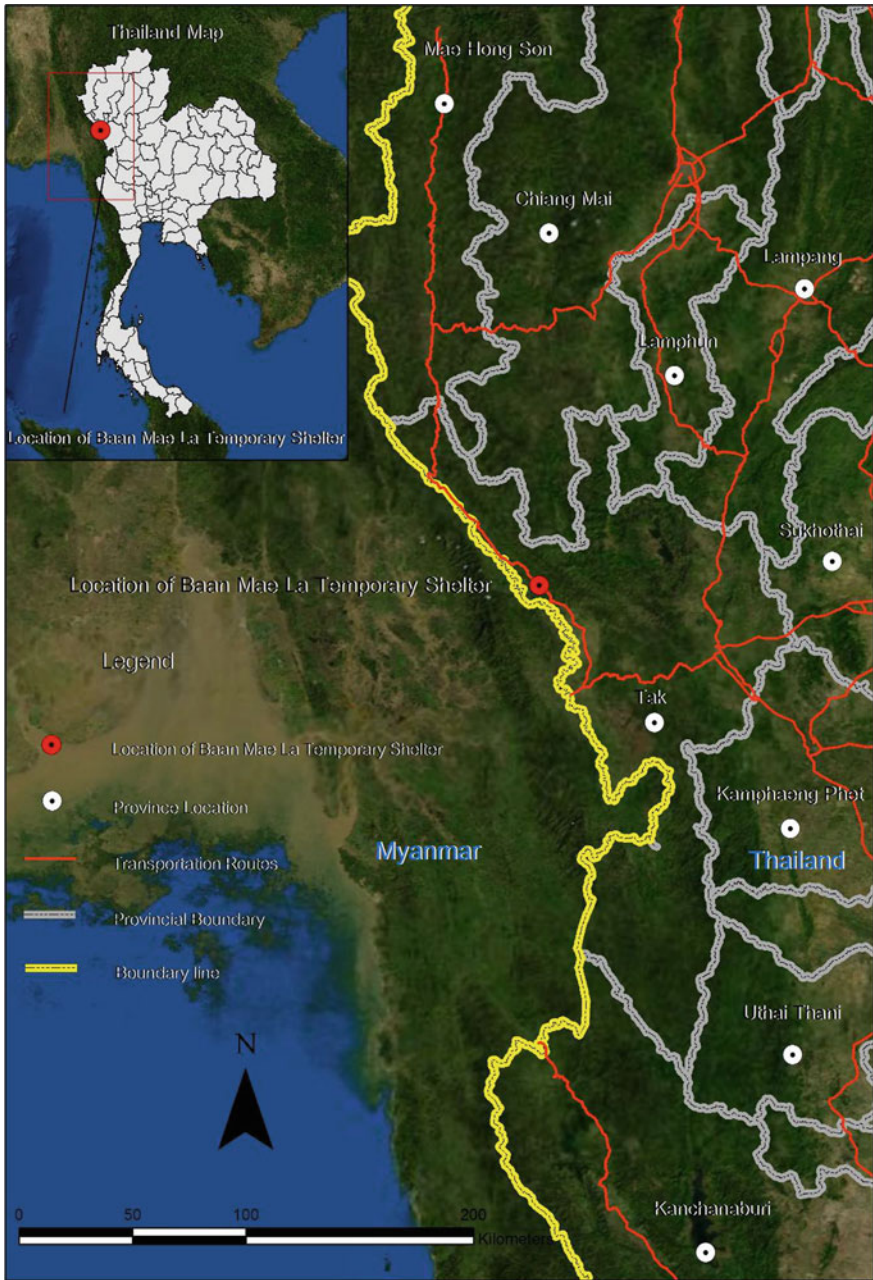 Thailand Map
Location of Baan Mae La Temporary Shelter
Mae Hong Son
Chiang Mai
Lampang
Lamphun
Sukhothai
Location of Baan Mae La Temporary Shelter
Legend
Location of Baan Mae La Temporary Shelter
Province Location
Transportation Routes
Provincial Boundary
Boundary line
Tak
Kamphaeng Phet
Myanmar
Thailand
Uthai Thani
Kanchanaburi
N
0 50 100 200
Kilometers